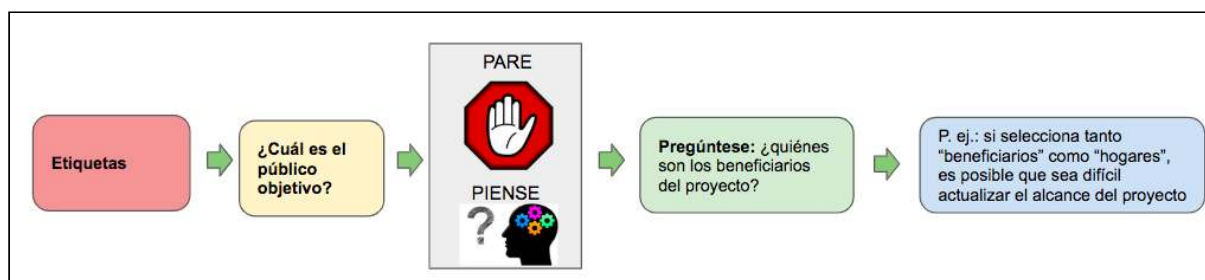 Etiquetas
¿Cuál es el
público
objetivo?
PARE
PIENSE
Pregúntese: ¿quiénes
son los beneficiarios
del proyecto?
P. ej.: si selecciona tanto
“beneficiarios” como “hogares”,
es posible que sea difícil
actualizar el alcance del proyecto